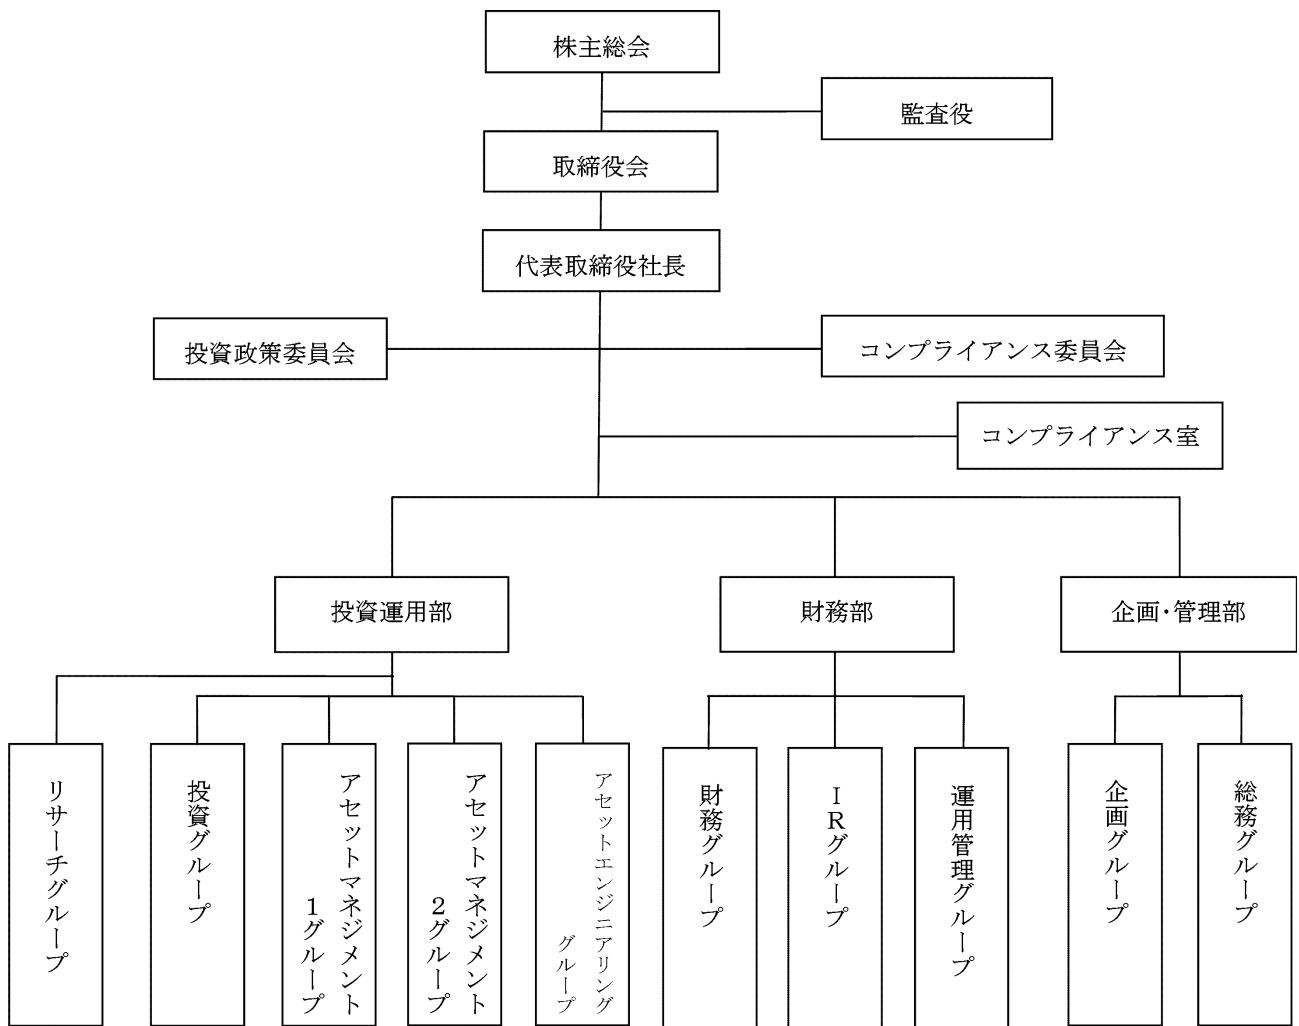 株主総会
監査役
取締役会
代表取締役社長
投資政策委員会
コンプライアンス委員会
コンプライアンス室
投資運用部
財務部
企画・管理部
リサーチグループ
投資グループ
アセットマネジメント
1グループ
アセットマネジメント
2グループ
アセットエンジニアリング
グループ
財務グループ
IRグループ
運用管理グループ
企画グループ
総務グループ